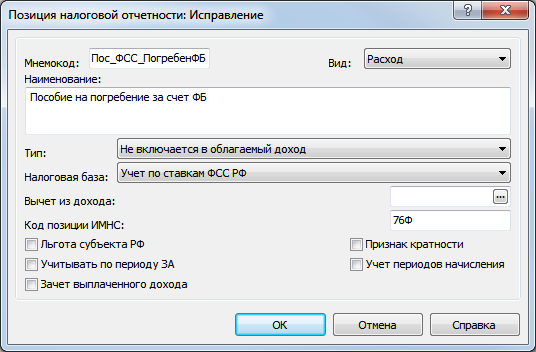 Позиция налоговой отчетности: Исправление
Мнемокод: Пос_ФСС_ПогребенФБ Вид: Расход
Наименование:
Пособие на погребение за счет ФБ
Тип: Не включается в облагаемый доход
Налоговая база: Учет по ставкам ФСС РФ
Вычет из дохода: ...
Код позиции ИМНС: 76Ф
Льгота субъекта РФ Признак кратности
Учитывать по периоду ЗА Учет периодов начисления
Зачет выплаченного дохода
ОК Отмена Справка